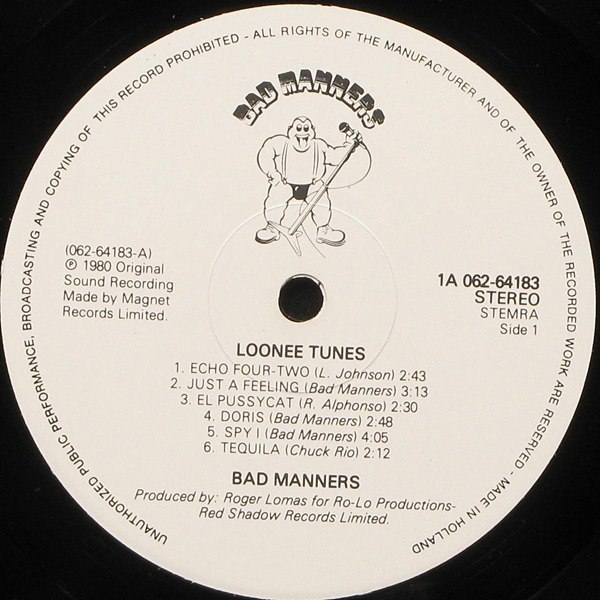 UNAUTHORIZED PUBLIC PERFORMANCE, BROADCASTING AND COPYING OF THIS RECORD PROHIBITED - ALL RIGHTS OF THE MANUFACTURER AND OF THE OWNER OF THE RECORDED WORK ARE RESERVED - MADE IN HOLLAND
BAD MANNERS
(062-64183-A)
℗ 1980 Original
Sound Recording
Made by Magnet
Records Limited.
1A 062-64183
STEREO
STEMRA
Side 1
LOONEE TUNES
1. ECHO FOUR-TWO (L. Johnson) 2:43
2. JUST A FEELING (Bad Manners) 3:13
3. EL PUSSYCAT (R. Alphonso) 2:30
4. DORIS (Bad Manners) 2:48
5. SPY I (Bad Manners) 4:05
6. TEQUILA (Chuck Rio) 2:12
BAD MANNERS
Produced by: Roger Lomas for Ro-Lo Productions-
Red Shadow Records Limited.